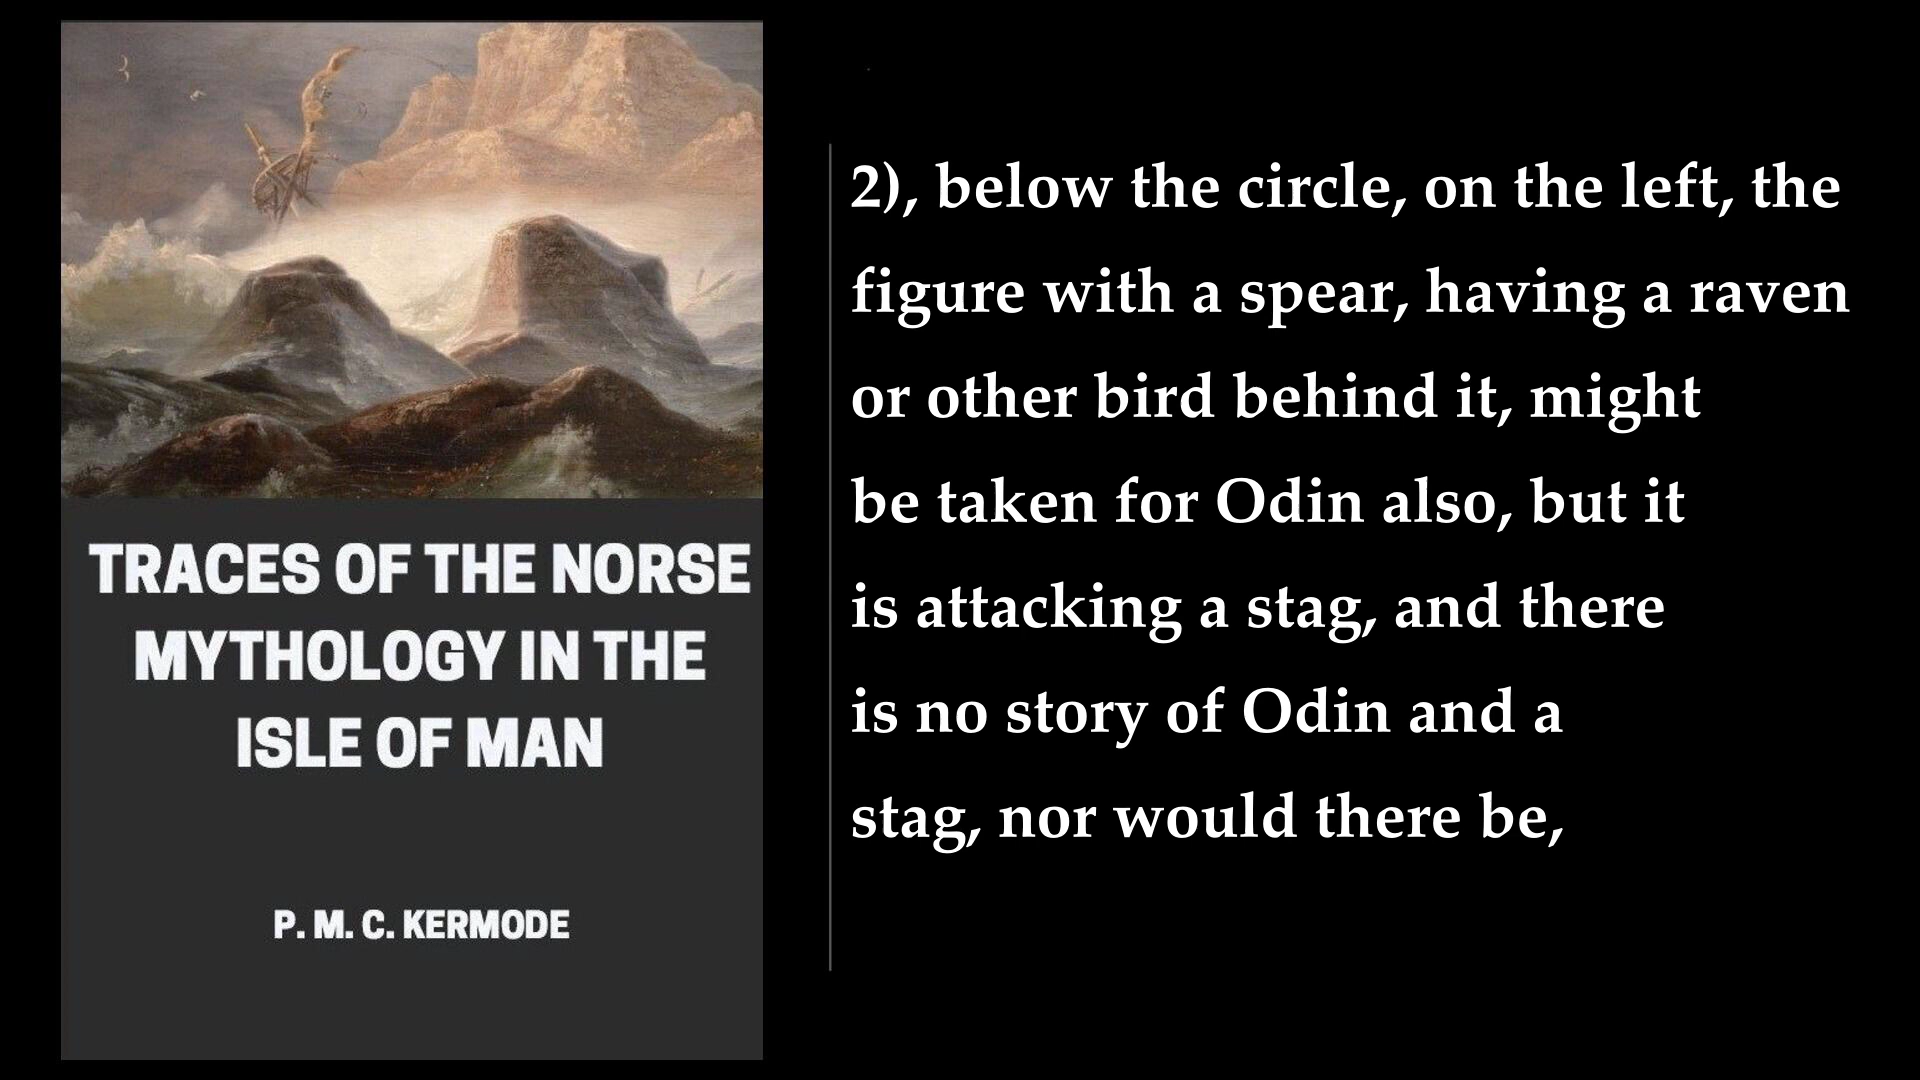 TRACES OF THE NORSE
MYTHOLOGY IN THE
ISLE OF MAN
P. M. C. KERMODE
2), below the circle, on the left, the
figure with a spear, having a raven
or other bird behind it, might
be taken for Odin also, but it
is attacking a stag, and there
is no story of Odin and a
stag, nor would there be,